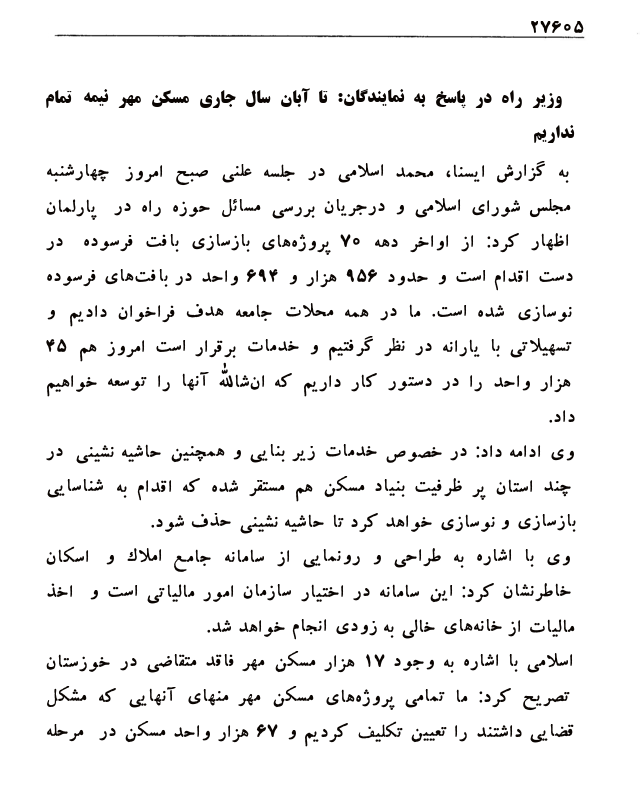 ۲۷۶۰۵
وزیر راه در پاسخ به نمایندگان: تا آبان سال جاری مسکن مهر نیمه تمام
نداریم
به گزارش ایسنا، محمد اسلامی در جلسه علنی صبح امروز چهارشنبه
مجلس شورای اسلامی و درجریان بررسی مسائل حوزه راه در پارلمان
اظهار کرد: از اواخر دهه ۷۰ پروژه‌های بازسازی بافت فرسوده در
دست اقدام است و حدود ۹۵۶ هزار و ۶۹۴ واحد در بافت‌های فرسوده
نوسازی شده است. ما در همه محلات جامعه هدف فراخوان دادیم و
تسهیلاتی با یارانه در نظر گرفتیم و خدمات برقرار است امروز هم ۴۵
هزار واحد را در دستور کار داریم که ان‌شالله آنها را توسعه خواهیم
داد.
وی ادامه داد: در خصوص خدمات زیر بنایی و همچنین حاشیه نشینی در
چند استان پر ظرفیت بنیاد مسکن هم مستقر شده که اقدام به شناسایی
بازسازی و نوسازی خواهد کرد تا حاشیه نشینی حذف شود.
وی با اشاره به طراحی و رونمایی از سامانه جامع املاك و اسکان
خاطرنشان کرد: این سامانه در اختیار سازمان امور مالیاتی است و اخذ
مالیات از خانه‌های خالی به زودی انجام خواهد شد.
اسلامی با اشاره به وجود ۱۷ هزار مسکن مهر فاقد متقاضی در خوزستان
تصریح کرد: ما تمامی پروژه‌های مسکن مهر منهای آنهایی که مشکل
قضایی داشتند را تعیین تکلیف کردیم و ۶۷ هزار واحد مسکن در مرحله